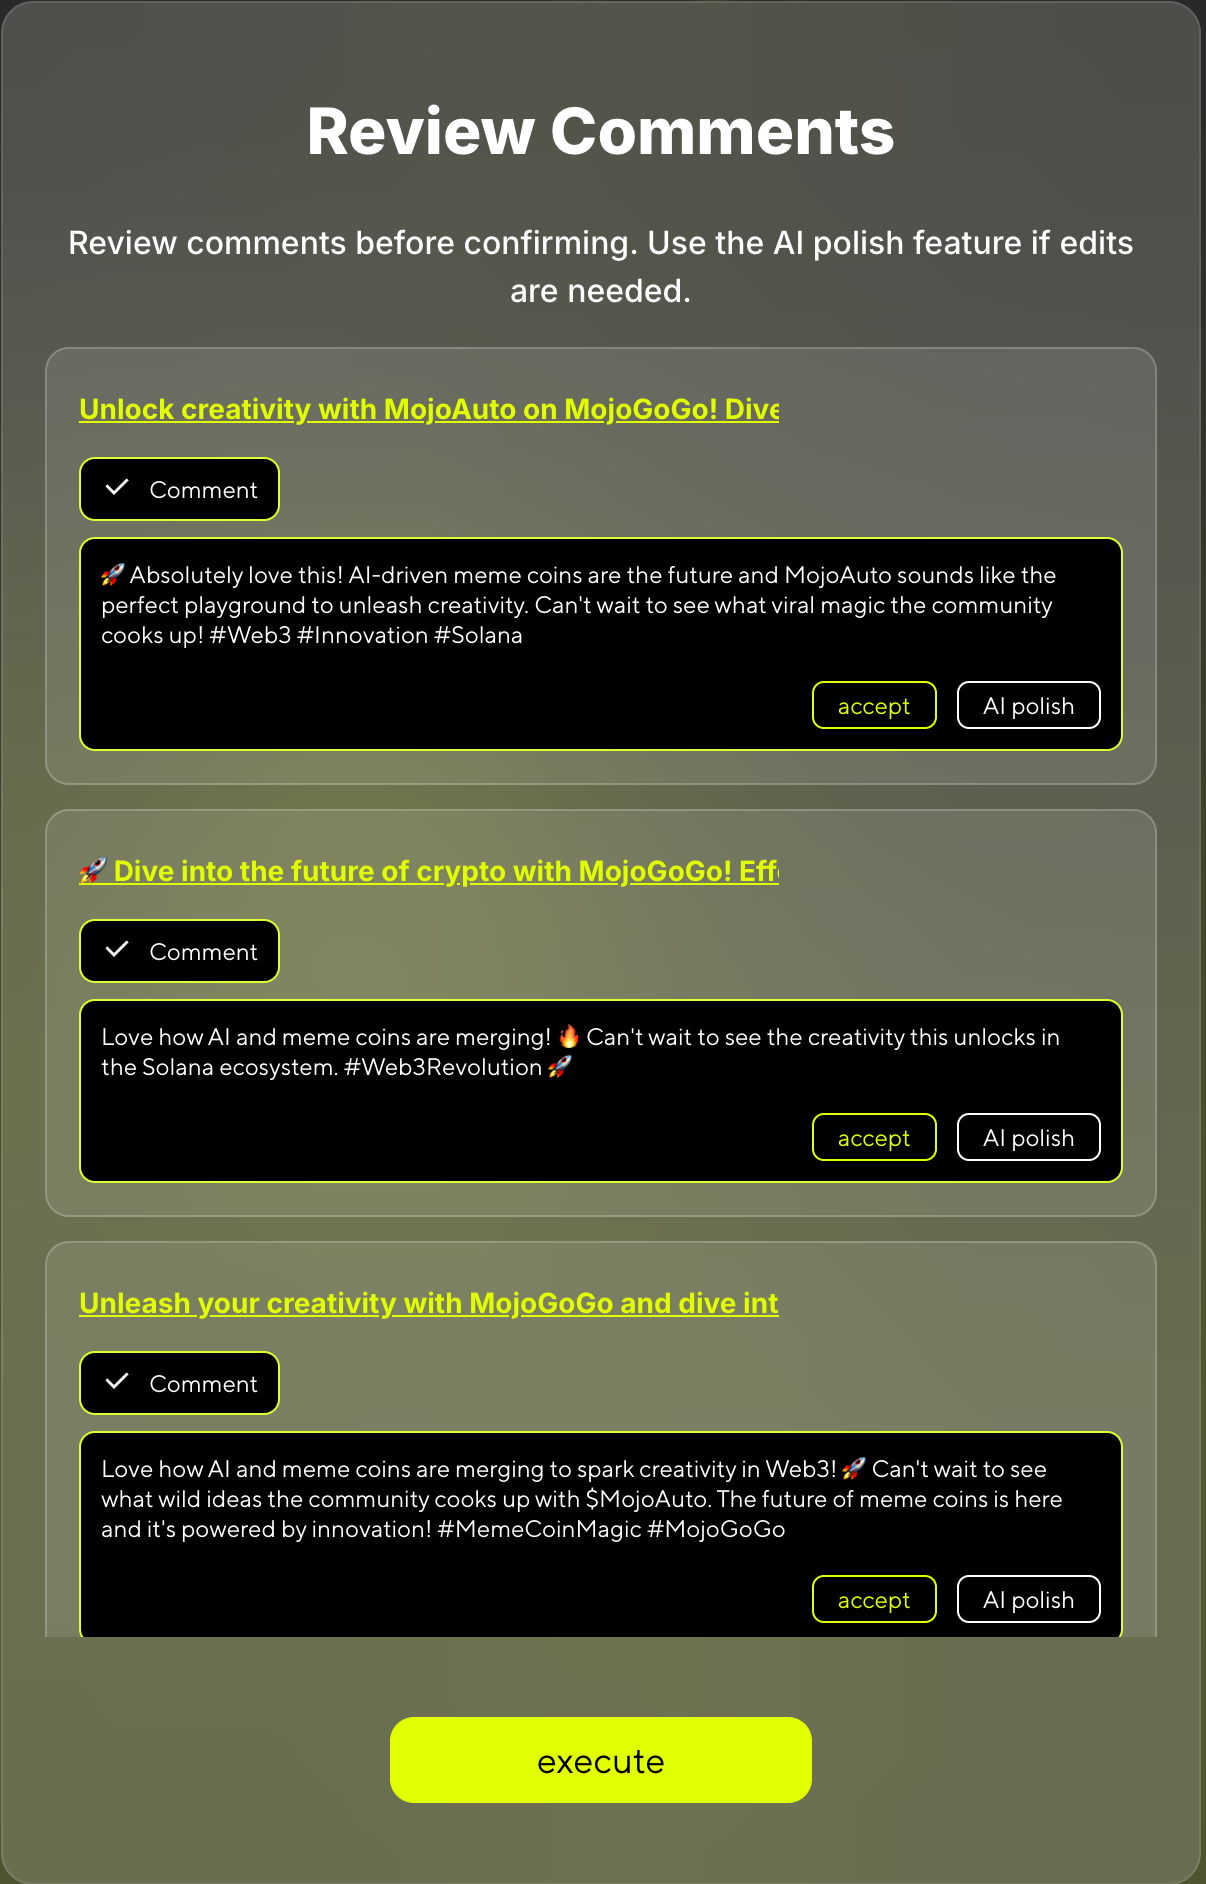 Review Comments
Review comments before confirming. Use the AI polish feature if edits
are needed.
Unlock creativity with MojoAuto on MojoGoGo! Dive
Comment
🚀 Absolutely love this! AI-driven meme coins are the future and MojoAuto sounds like the
perfect playground to unleash creativity. Can't wait to see what viral magic the community
cooks up! #Web3 #Innovation #Solana
accept AI polish
🚀 Dive into the future of crypto with MojoGoGo! Eff
Comment
Love how AI and meme coins are merging! 🔥 Can't wait to see the creativity this unlocks in
the Solana ecosystem. #Web3Revolution 🚀
accept AI polish
Unleash your creativity with MojoGoGo and dive int
Comment
Love how AI and meme coins are merging to spark creativity in Web3! 🚀 Can't wait to see
what wild ideas the community cooks up with $MojoAuto. The future of meme coins is here
and it's powered by innovation! #MemeCoinMagic #MojoGoGo
accept AI polish
execute